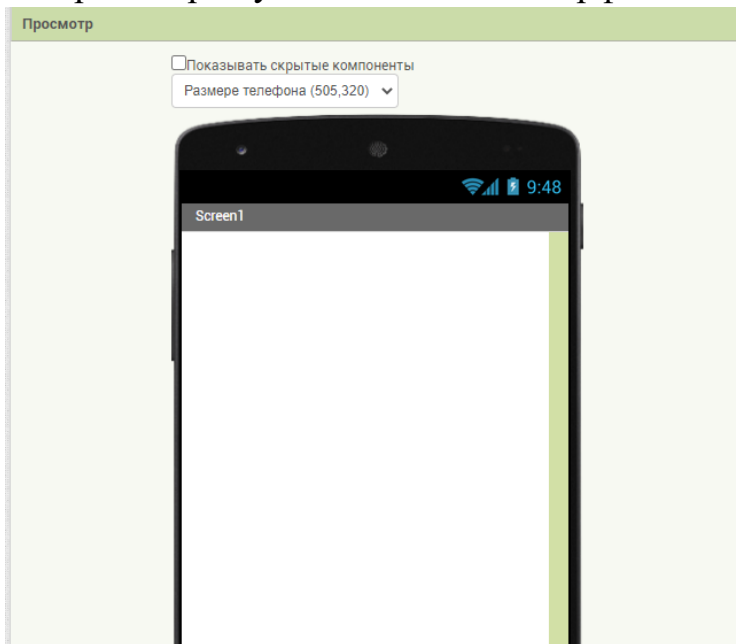 Просмотр
Показывать скрытые компоненты
Размере телефона (505,320)
9:48
Screen1